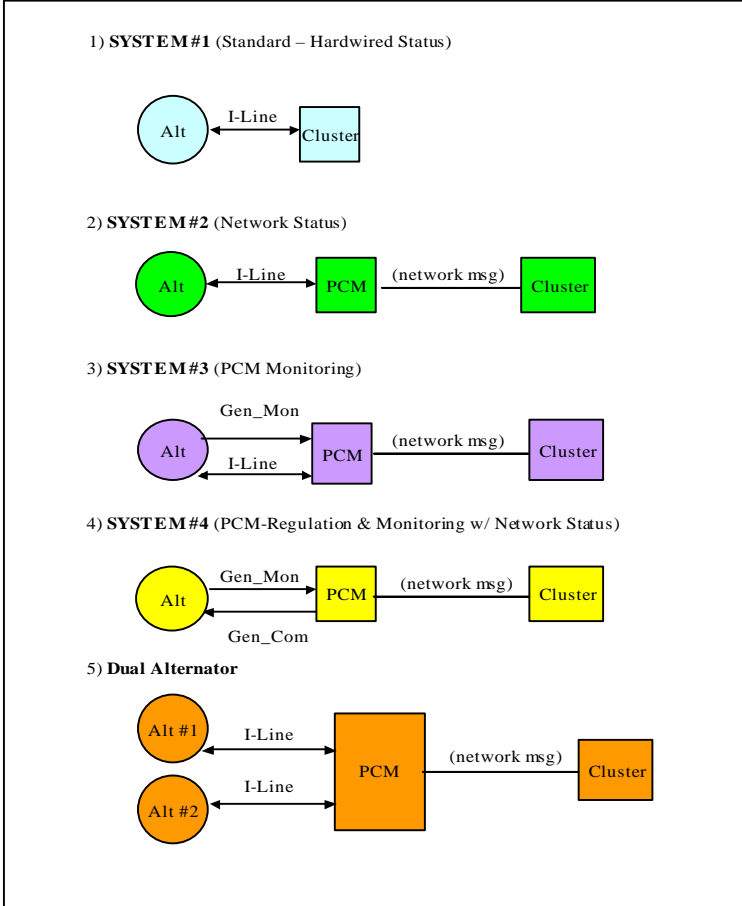 1) SYSTEM #1 (Standard – Hardwired Status)
I-Line
Alt
Cluster
2) SYSTEM #2 (Network Status)
I-Line
(network msg)
Alt
PCM
Cluster
3) SYSTEM #3 (PCM Monitoring)
Gen_Mon
(network msg)
Alt
I-Line
PCM
Cluster
4) SYSTEM #4 (PCM-Regulation & Monitoring w/ Network Status)
Gen_Mon
(network msg)
Alt
PCM
Cluster
Gen_Com
5) Dual Alternator
Alt #1
I-Line
(network msg)
PCM
Cluster
I-Line
Alt #2